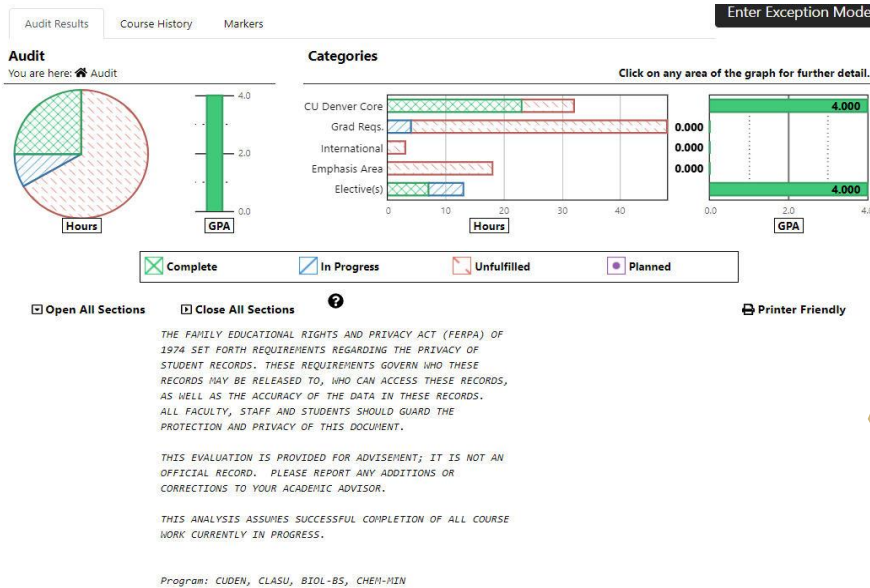 Audit Results Course History Markers
Enter Exception Mode
Audit
You are here: Audit
Categories
Click on any area of the graph for further detail.
4.0
2.0
0.0
Hours
GPA
CU Denver Core
Grad Reqs.
International
Emphasis Area
Elective(s)
10 20 30 40
Hours
4.000
0.000
0.000
0.000
4.000
0.0 2.0 4.
GPA
Complete In Progress Unfulfilled Planned
Open All Sections Close All Sections ? Printer Friendly
THE FAMILY EDUCATIONAL RIGHTS AND PRIVACY ACT (FERPA) OF
1974 SET FORTH REQUIREMENTS REGARDING THE PRIVACY OF
STUDENT RECORDS. THESE REQUIREMENTS GOVERN WHO THESE
RECORDS MAY BE RELEASED TO, WHO CAN ACCESS THESE RECORDS,
AS WELL AS THE ACCURACY OF THE DATA IN THESE RECORDS.
ALL FACULTY, STAFF AND STUDENTS SHOULD GUARD THE
PROTECTION AND PRIVACY OF THIS DOCUMENT.
THIS EVALUATION IS PROVIDED FOR ADVISEMENT; IT IS NOT AN
OFFICIAL RECORD. PLEASE REPORT ANY ADDITIONS OR
CORRECTIONS TO YOUR ACADEMIC ADVISOR.
THIS ANALYSIS ASSUMES SUCCESSFUL COMPLETION OF ALL COURSE
WORK CURRENTLY IN PROGRESS.
Program: CUDEN, CLASU, BIOL-BS, CHEM-MIN